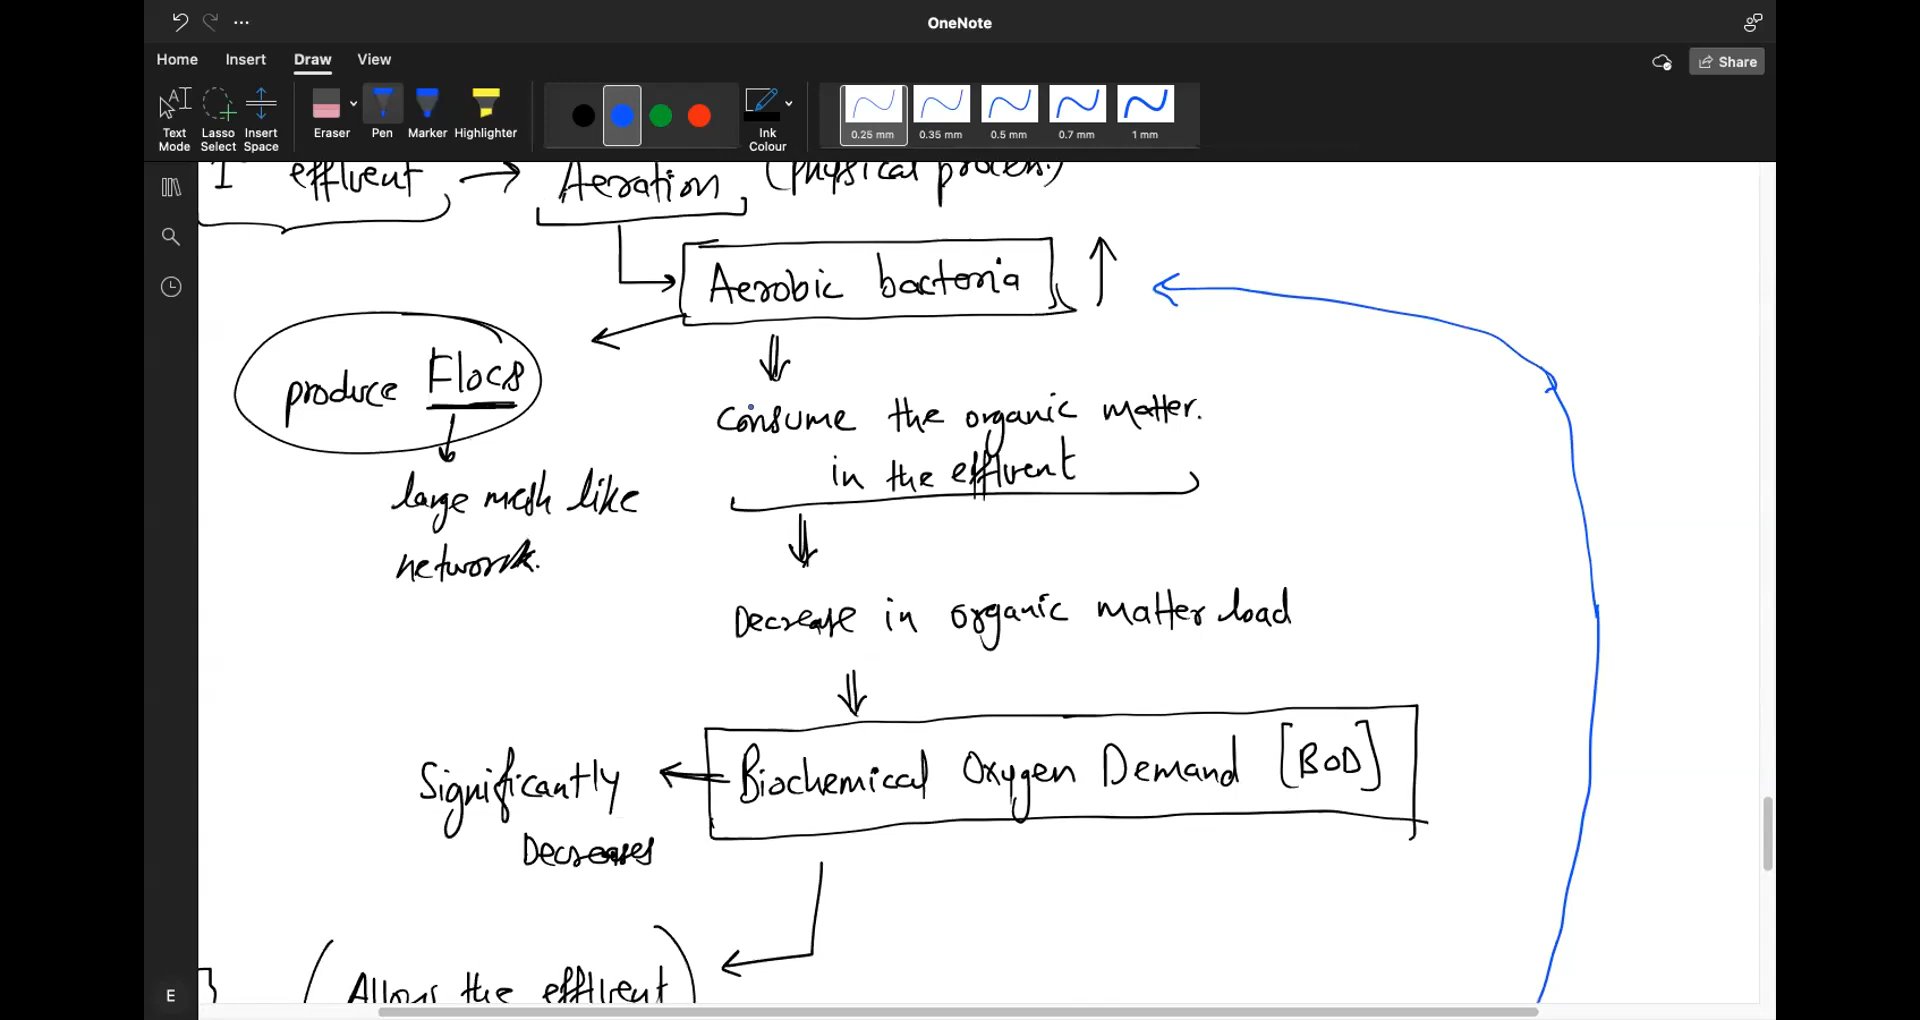 OneNote
Home Insert Draw View
Share
Text Mode
Lasso Select
Insert Space
Eraser
Pen
Marker
Highlighter
Ink Colour
0.25 mm
0.35 mm
0.5 mm
0.7 mm
1 mm
1° effluent → Aeration (Physical process.)
Aerobic bacteria ↑
produce Flocs
large mesh like
network.
Consume the organic matter.
in the effluent
Decrease in organic matter load
Biochemical Oxygen Demand [BOD]
Significantly
Decreases
Allows the effluent
E